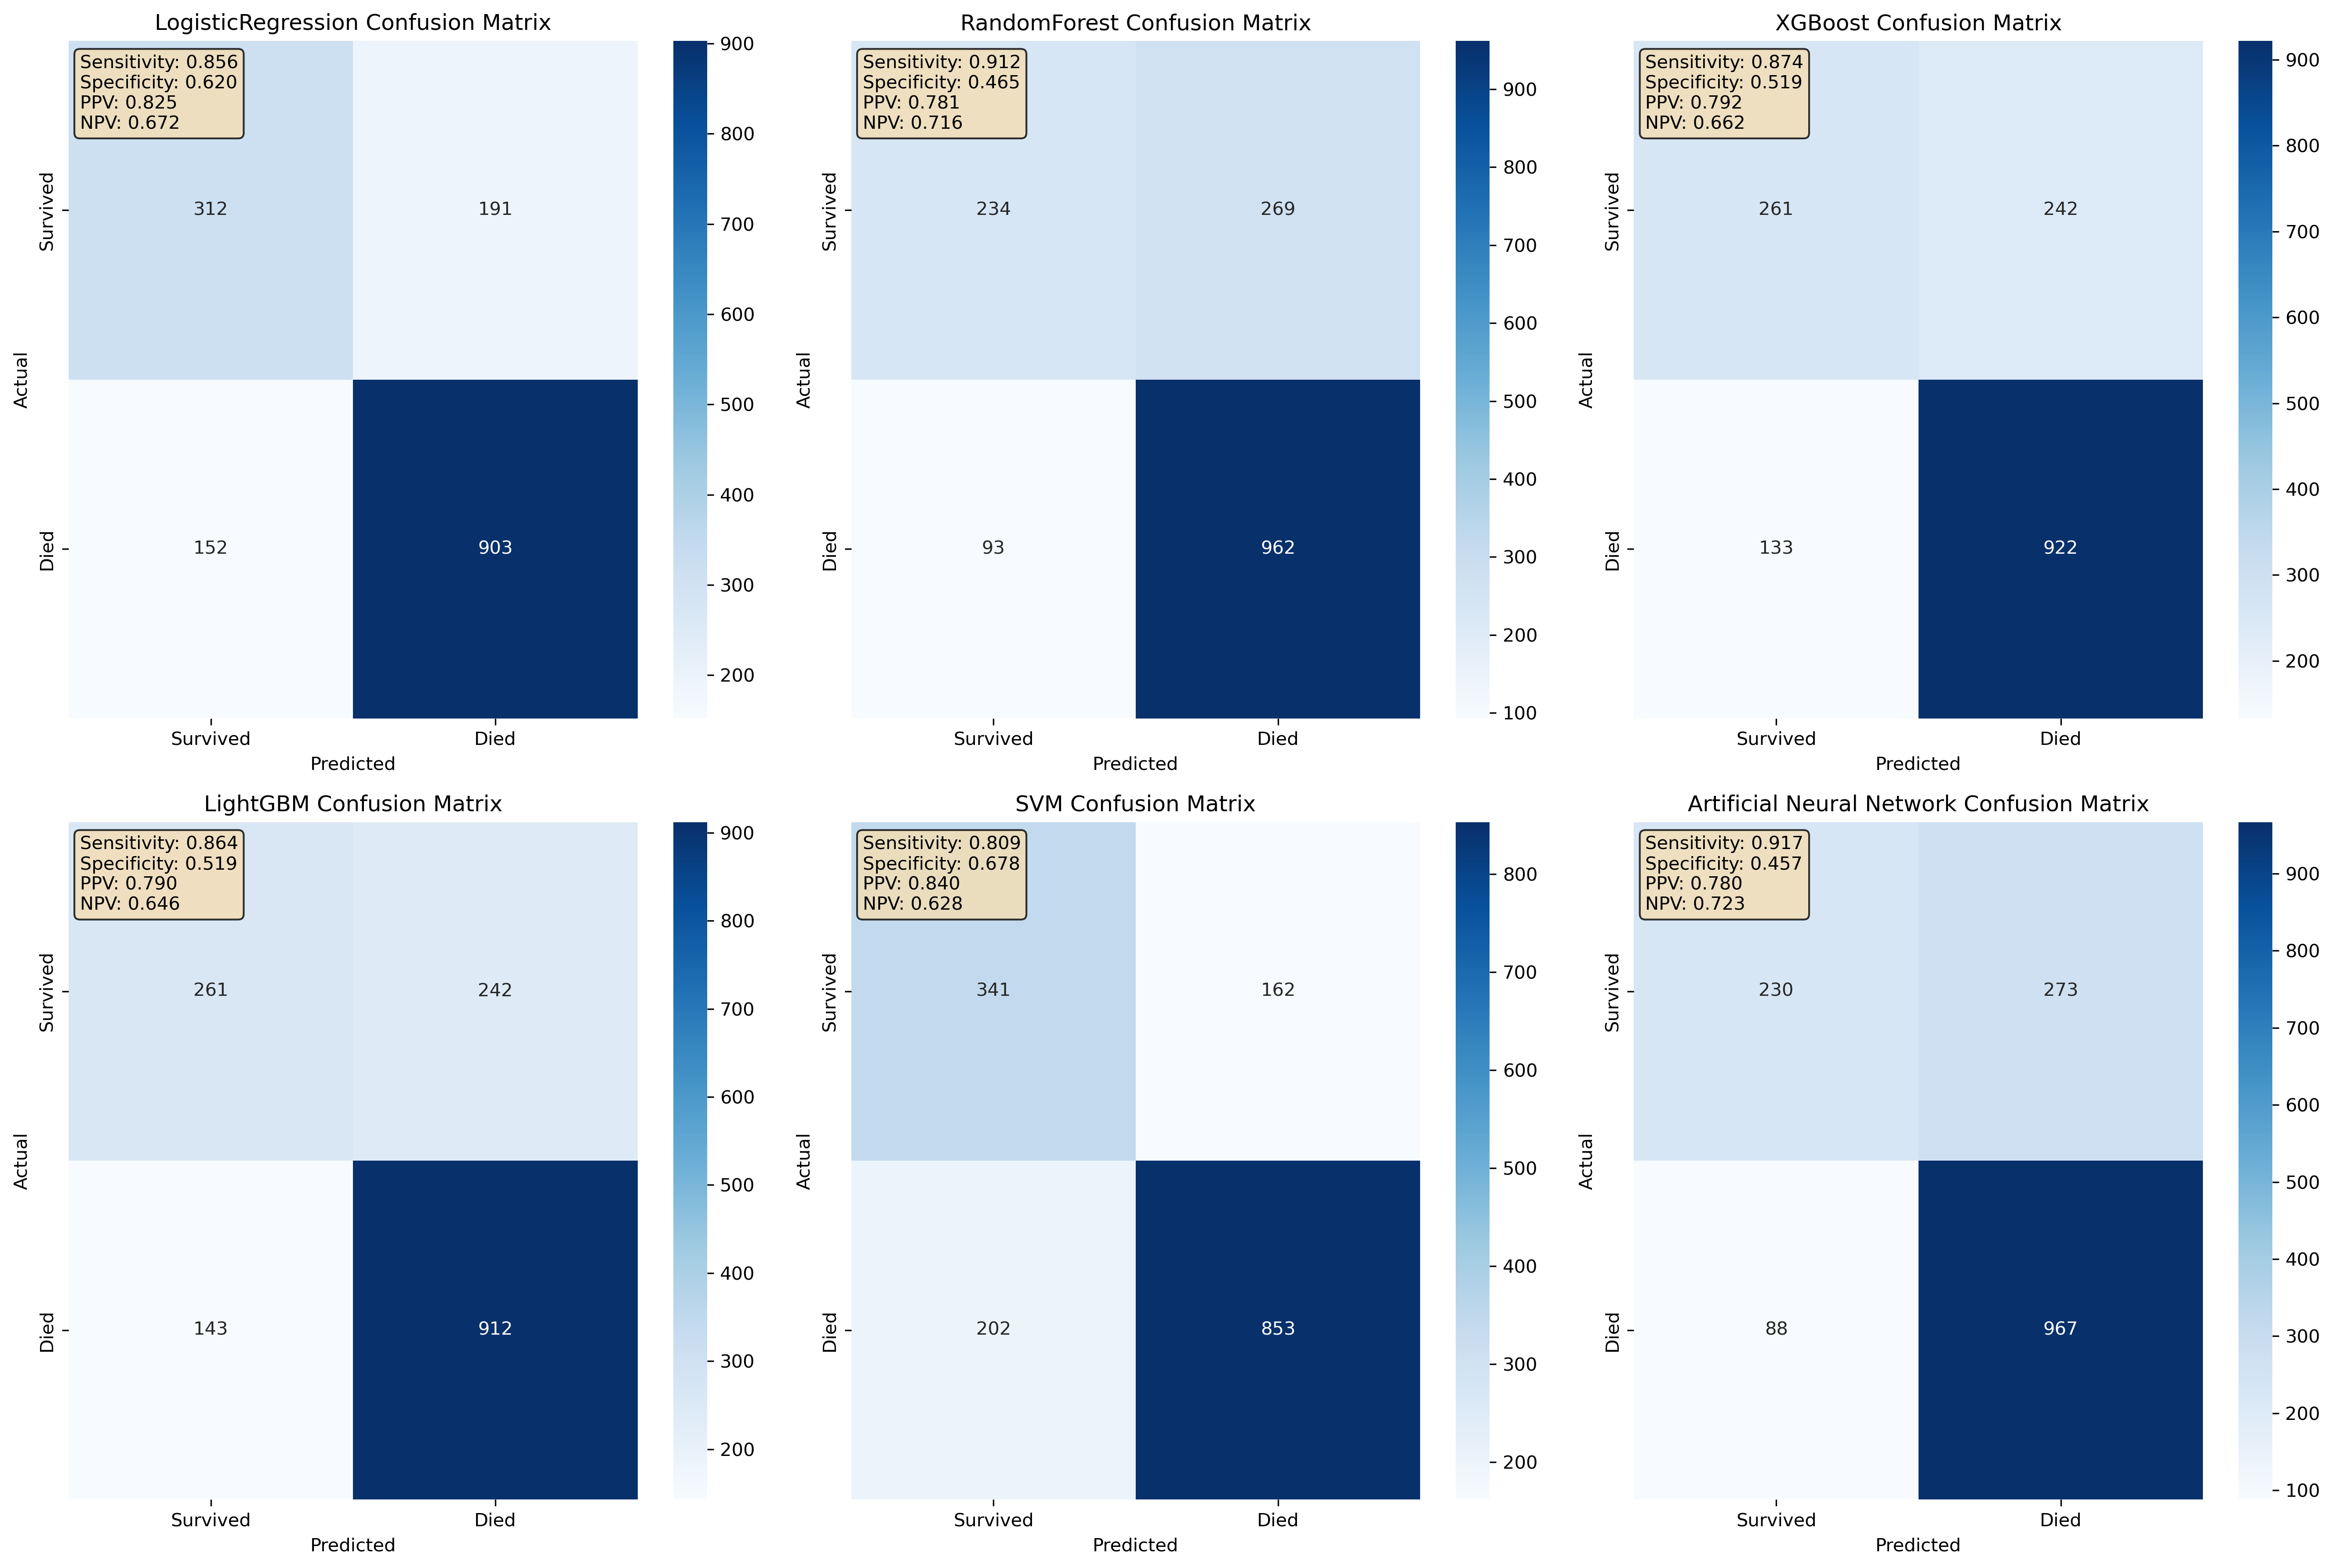 LogisticRegression Confusion Matrix
Sensitivity: 0.856
Specificity: 0.620
PPV: 0.825
NPV: 0.672
312
191
152
903
Survived
Died
Actual
Survived
Died
Predicted
900
800
700
600
500
400
300
200
RandomForest Confusion Matrix
Sensitivity: 0.912
Specificity: 0.465
PPV: 0.781
NPV: 0.716
234
269
93
962
Survived
Died
Actual
Survived
Died
Predicted
900
800
700
600
500
400
300
200
100
XGBoost Confusion Matrix
Sensitivity: 0.874
Specificity: 0.519
PPV: 0.792
NPV: 0.662
261
242
133
922
Survived
Died
Actual
Survived
Died
Predicted
900
800
700
600
500
400
300
200
LightGBM Confusion Matrix
Sensitivity: 0.864
Specificity: 0.519
PPV: 0.790
NPV: 0.646
261
242
143
912
Survived
Died
Actual
Survived
Died
Predicted
900
800
700
600
500
400
300
200
SVM Confusion Matrix
Sensitivity: 0.809
Specificity: 0.678
PPV: 0.840
NPV: 0.628
341
162
202
853
Survived
Died
Actual
Survived
Died
Predicted
800
700
600
500
400
300
200
Artificial Neural Network Confusion Matrix
Sensitivity: 0.917
Specificity: 0.457
PPV: 0.780
NPV: 0.723
230
273
88
967
Survived
Died
Actual
Survived
Died
Predicted
900
800
700
600
500
400
300
200
100